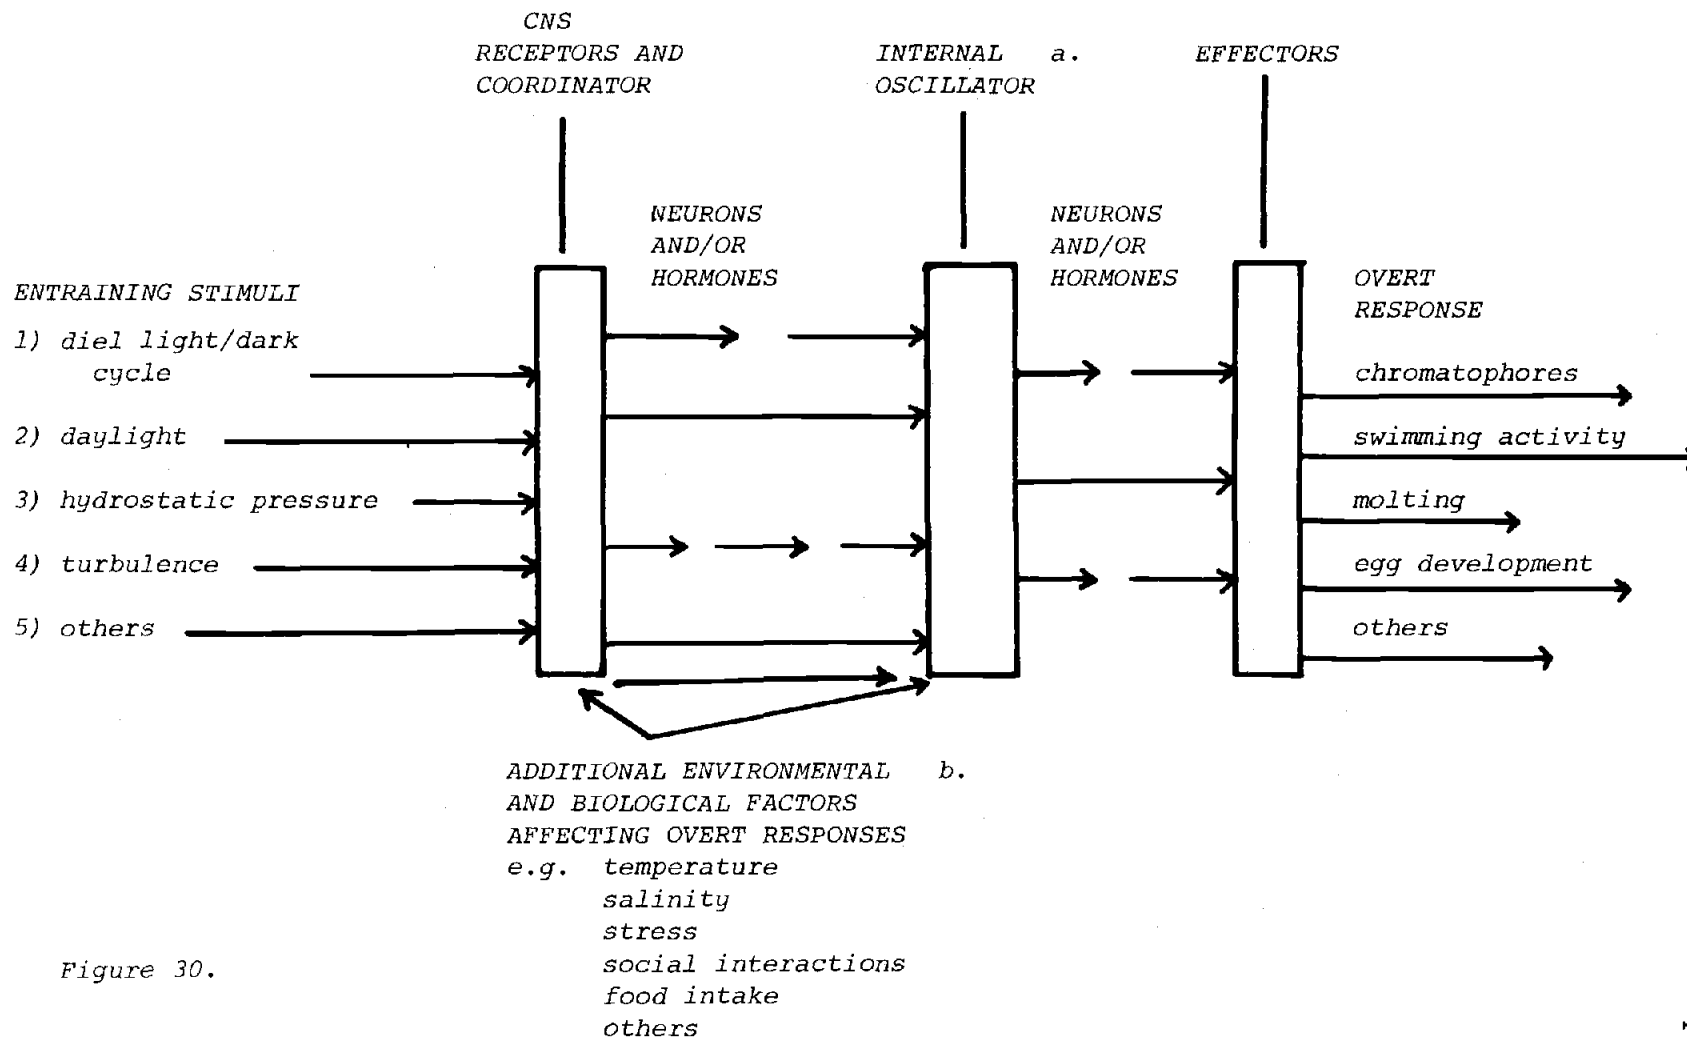 CNS
RECEPTORS AND
COORDINATOR
INTERNAL a.
OSCILLATOR
EFFECTORS
NEURONS
AND/OR
HORMONES
NEURONS
AND/OR
HORMONES
ENTRAINING STIMULI
1) diel light/dark
cycle
2) daylight
3) hydrostatic pressure
4) turbulence
5) others
OVERT
RESPONSE
chromatophores
swimming activity
molting
egg development
others
ADDITIONAL ENVIRONMENTAL b.
AND BIOLOGICAL FACTORS
AFFECTING OVERT RESPONSES
e.g. temperature
salinity
stress
social interactions
food intake
others
Figure 30.